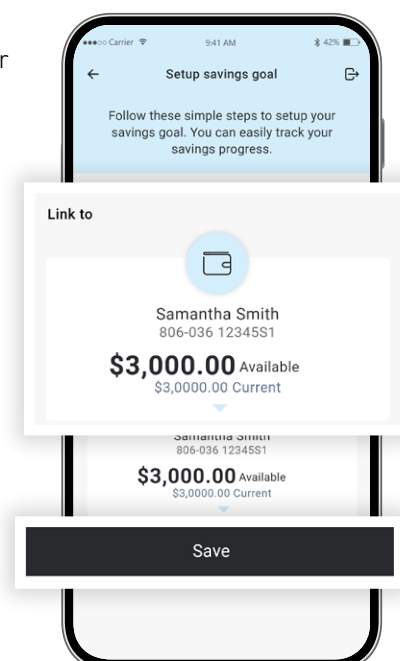 r
Carrier 9:41 AM 42%
Setup savings goal
Follow these simple steps to setup your
savings goal. You can easily track your
savings progress.
Link to
Samantha Smith
806-036 12345S1
$3,000.00 Available
$3,0000.00 Current
Samantha Smith
806-036 12345S1
$3,000.00 Available
$3,0000.00 Current
Save